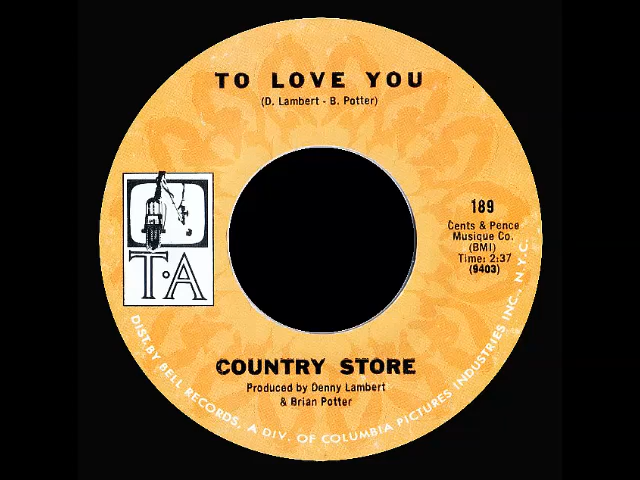 TO LOVE YOU
(D. Lambert - B. Potter)
189
Cents & Pence
Musique Co.
(BMI)
Time: 2:37
(9403)
T·A
COUNTRY STORE
Produced by Denny Lambert
& Brian Potter
DIST. BY BELL RECORDS, A DIV. OF COLUMBIA PICTURES INDUSTRIES INC., N.Y.C.